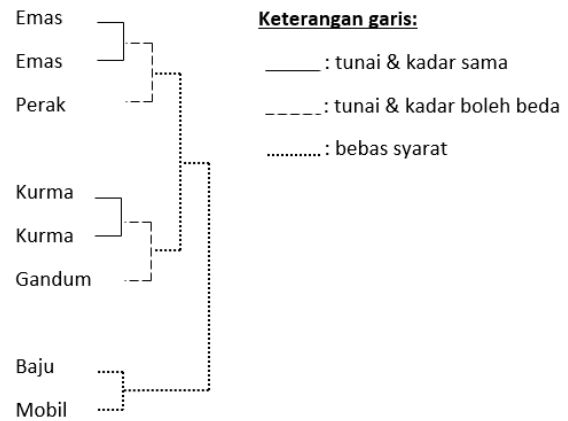 Emas
Emas
Perak
Kurma
Kurma
Gandum
Baju
Mobil
Keterangan garis:
: tunai & kadar sama
: tunai & kadar boleh beda
: bebas syarat